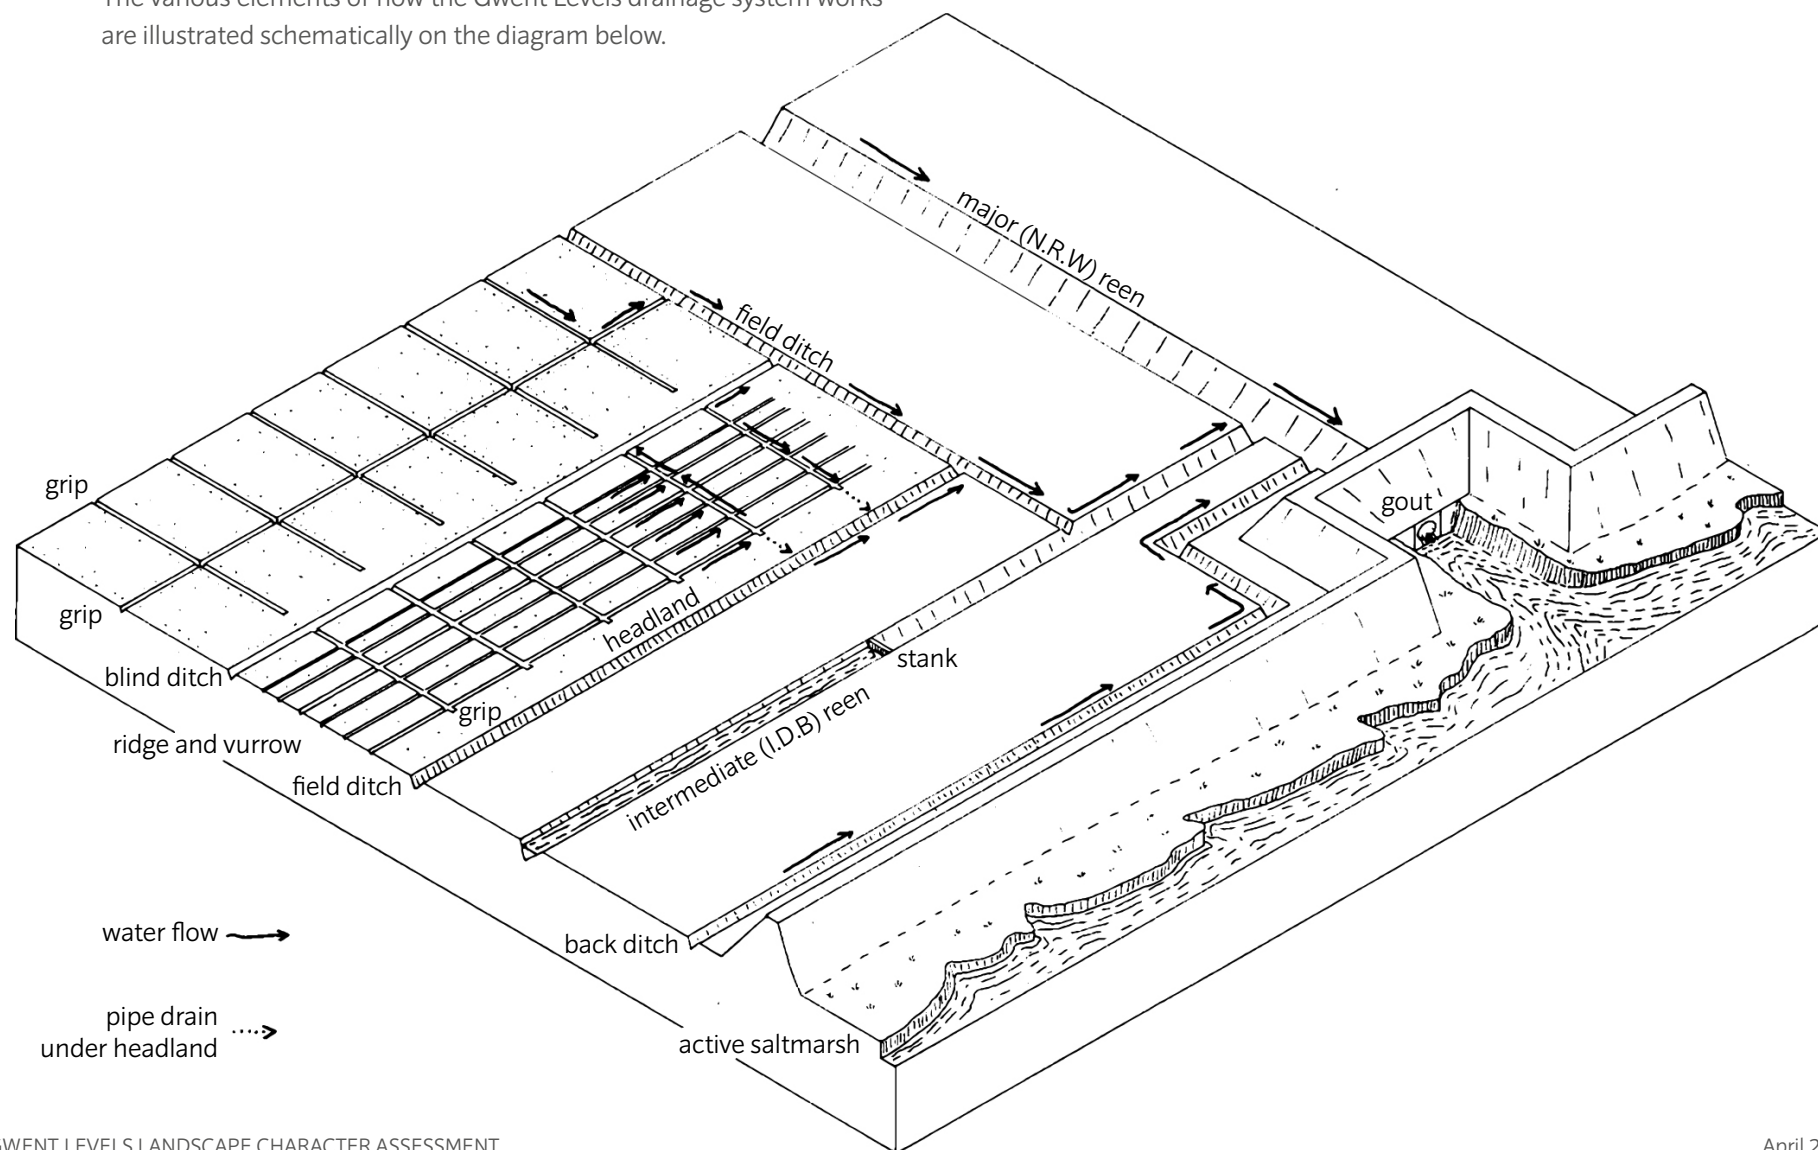 The various elements of how the Gwent Levels drainage system works
are illustrated schematically on the diagram below.
major (N.R.W) reen
field ditch
grip
gout
grip
headland
blind ditch
stank
grip
ridge and vurrow
intermediate (I.D.B) reen
field ditch
water flow
back ditch
pipe drain
under headland
active saltmarsh
GWENT LEVELS LANDSCAPE CHARACTER ASSESSMENT
April 2